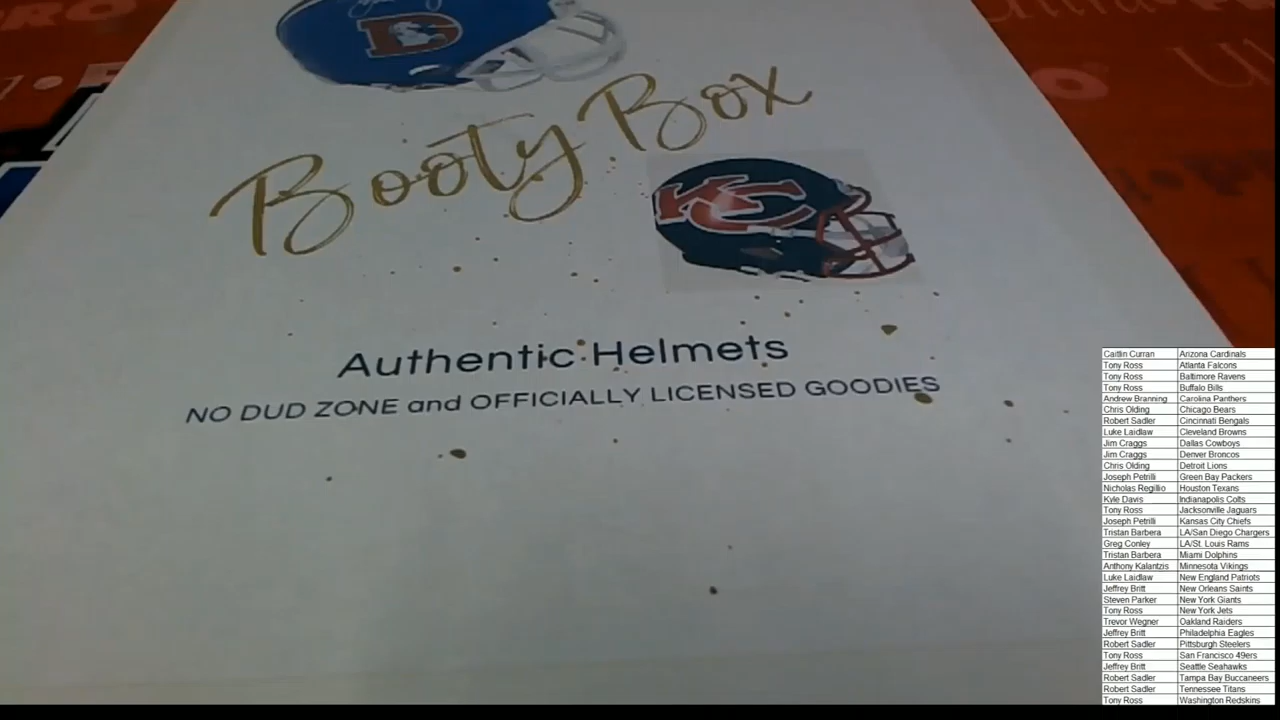 Booty Box
Authentic Helmets
NO DUD ZONE and OFFICIALLY LICENSED GOODIES
D
KC
Caitlin Curran Arizona Cardinals
Tony Ross Atlanta Falcons
Tony Ross Baltimore Ravens
Tony Ross Buffalo Bills
Andrew Branning Carolina Panthers
Chris Olding Chicago Bears
Robert Sadler Cincinnati Bengals
Luke Laidlaw Cleveland Browns
Jim Craggs Dallas Cowboys
Jim Craggs Denver Broncos
Chris Olding Detroit Lions
Joseph Petrilli Green Bay Packers
Nicholas Regillio Houston Texans
Kyle Davis Indianapolis Colts
Tony Ross Jacksonville Jaguars
Joseph Petrilli Kansas City Chiefs
Tristan Barbera LA/San Diego Chargers
Greg Conley LA/St. Louis Rams
Tristan Barbera Miami Dolphins
Anthony Kalantzis Minnesota Vikings
Luke Laidlaw New England Patriots
Jeffrey Britt New Orleans Saints
Steven Parker New York Giants
Tony Ross New York Jets
Trevor Wegner Oakland Raiders
Jeffrey Britt Philadelphia Eagles
Robert Sadler Pittsburgh Steelers
Tony Ross San Francisco 49ers
Jeffrey Britt Seattle Seahawks
Robert Sadler Tampa Bay Buccaneers
Robert Sadler Tennessee Titans
Tony Ross Washington Redskins